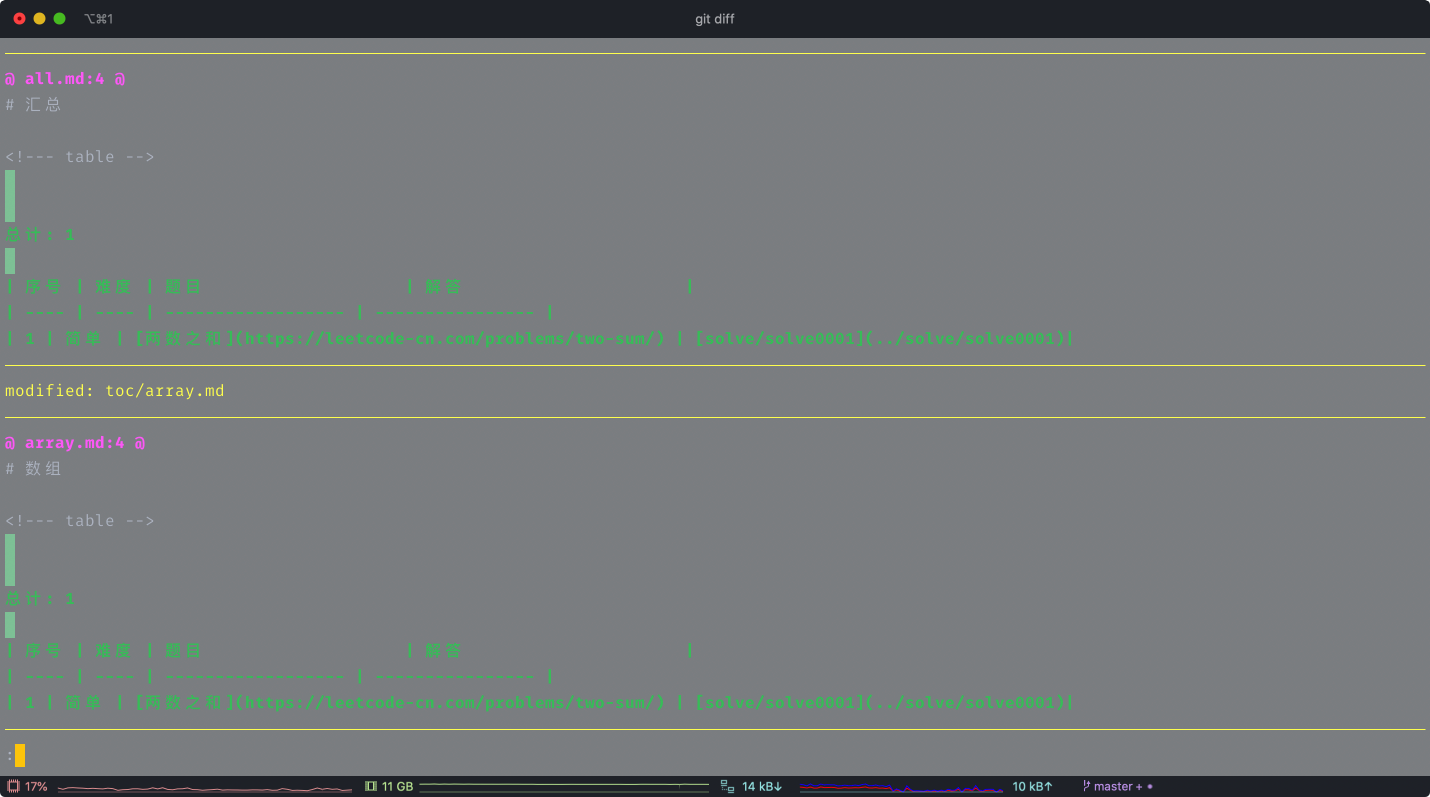 ⌥⌘1
git diff
@ all.md:4 @
# 汇总
<!--- table -->
总计: 1
| 序号 | 难度 | 题目 | 解答 |
| ---- | ---- | ------------------ | ---------------- |
| 1 | 简单 | [两数之和](https://leetcode-cn.com/problems/two-sum/) | [solve/solve0001](../solve/solve0001)|
modified: toc/array.md
@ array.md:4 @
# 数组
<!--- table -->
总计: 1
| 序号 | 难度 | 题目 | 解答 |
| ---- | ---- | ------------------ | ---------------- |
| 1 | 简单 | [两数之和](https://leetcode-cn.com/problems/two-sum/) | [solve/solve0001](../solve/solve0001)|
:
17% 11 GB 14 kB↓ 10 kB↑ master + •